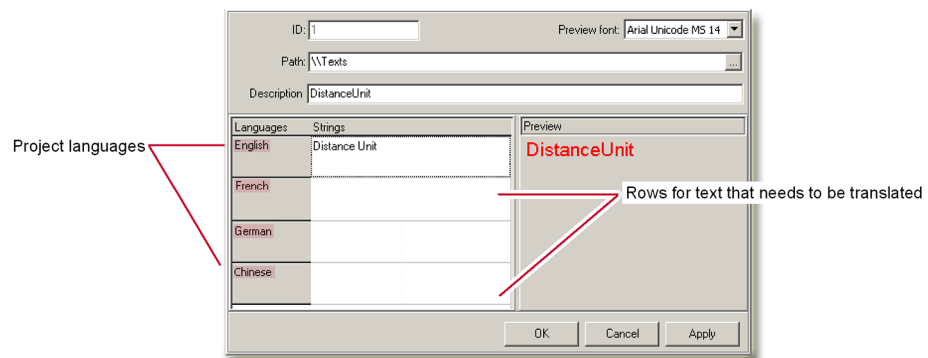 ID: 1 Preview font: Arial Unicode MS 14
Path: \\Texts ...
Description DistanceUnit
Languages Strings Preview
Project languages English Distance Unit DistanceUnit
French Rows for text that needs to be translated
German
Chinese
OK Cancel Apply